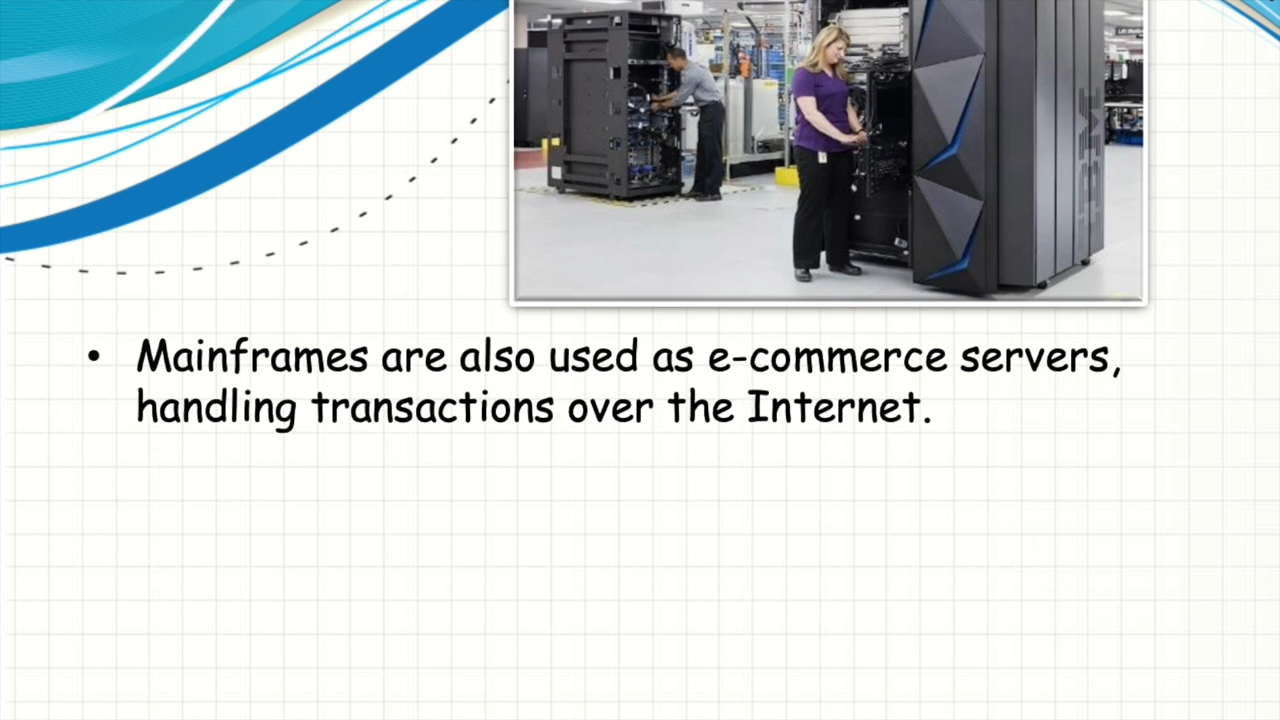 • Mainframes are also used as e-commerce servers,
handling transactions over the Internet.